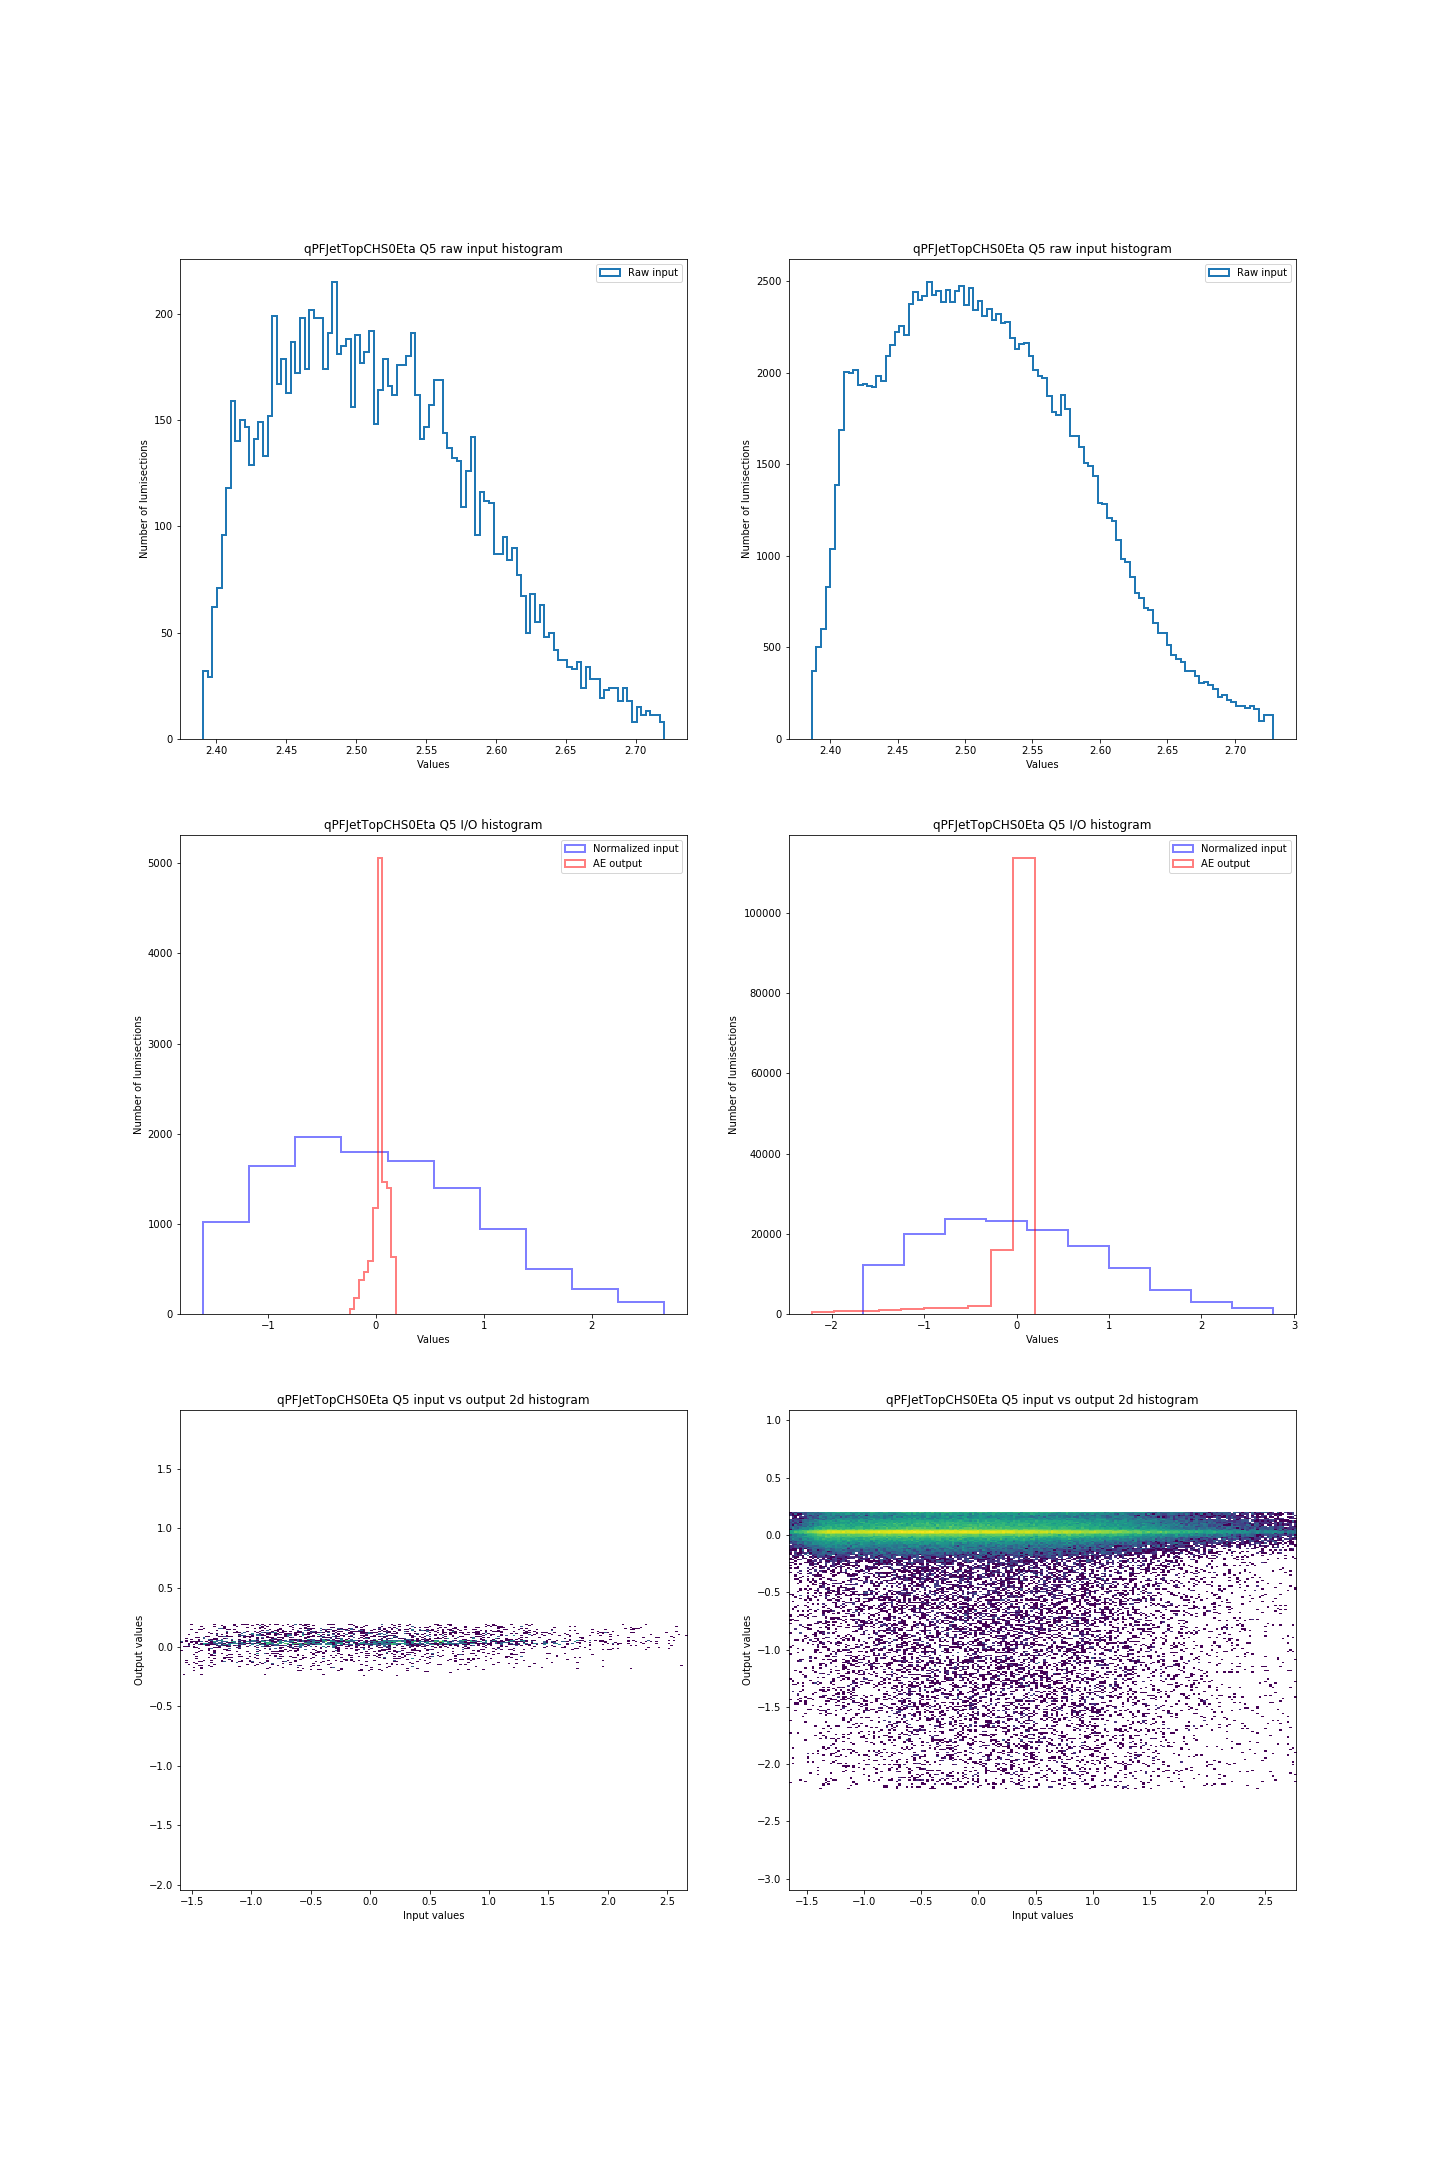 qPFJetTopCHS0Eta Q5 raw input histogram
Raw input
Number of lumisections
200
150
100
50
0
2.40 2.45 2.50 2.55 2.60 2.65 2.70
Values
qPFJetTopCHS0Eta Q5 raw input histogram
Raw input
Number of lumisections
2500
2000
1500
1000
500
0
2.40 2.45 2.50 2.55 2.60 2.65 2.70
Values
qPFJetTopCHS0Eta Q5 I/O histogram
Normalized input
AE output
Number of lumisections
5000
4000
3000
2000
1000
0
−1 0 1 2
Values
qPFJetTopCHS0Eta Q5 I/O histogram
Normalized input
AE output
Number of lumisections
100000
80000
60000
40000
20000
0
−2 −1 0 1 2 3
Values
qPFJetTopCHS0Eta Q5 input vs output 2d histogram
Output values
1.5
1.0
0.5
0.0
−0.5
−1.0
−1.5
−2.0
−1.5 −1.0 −0.5 0.0 0.5 1.0 1.5 2.0 2.5
Input values
qPFJetTopCHS0Eta Q5 input vs output 2d histogram
Output values
1.0
0.5
0.0
−0.5
−1.0
−1.5
−2.0
−2.5
−3.0
−1.5 −1.0 −0.5 0.0 0.5 1.0 1.5 2.0 2.5
Input values